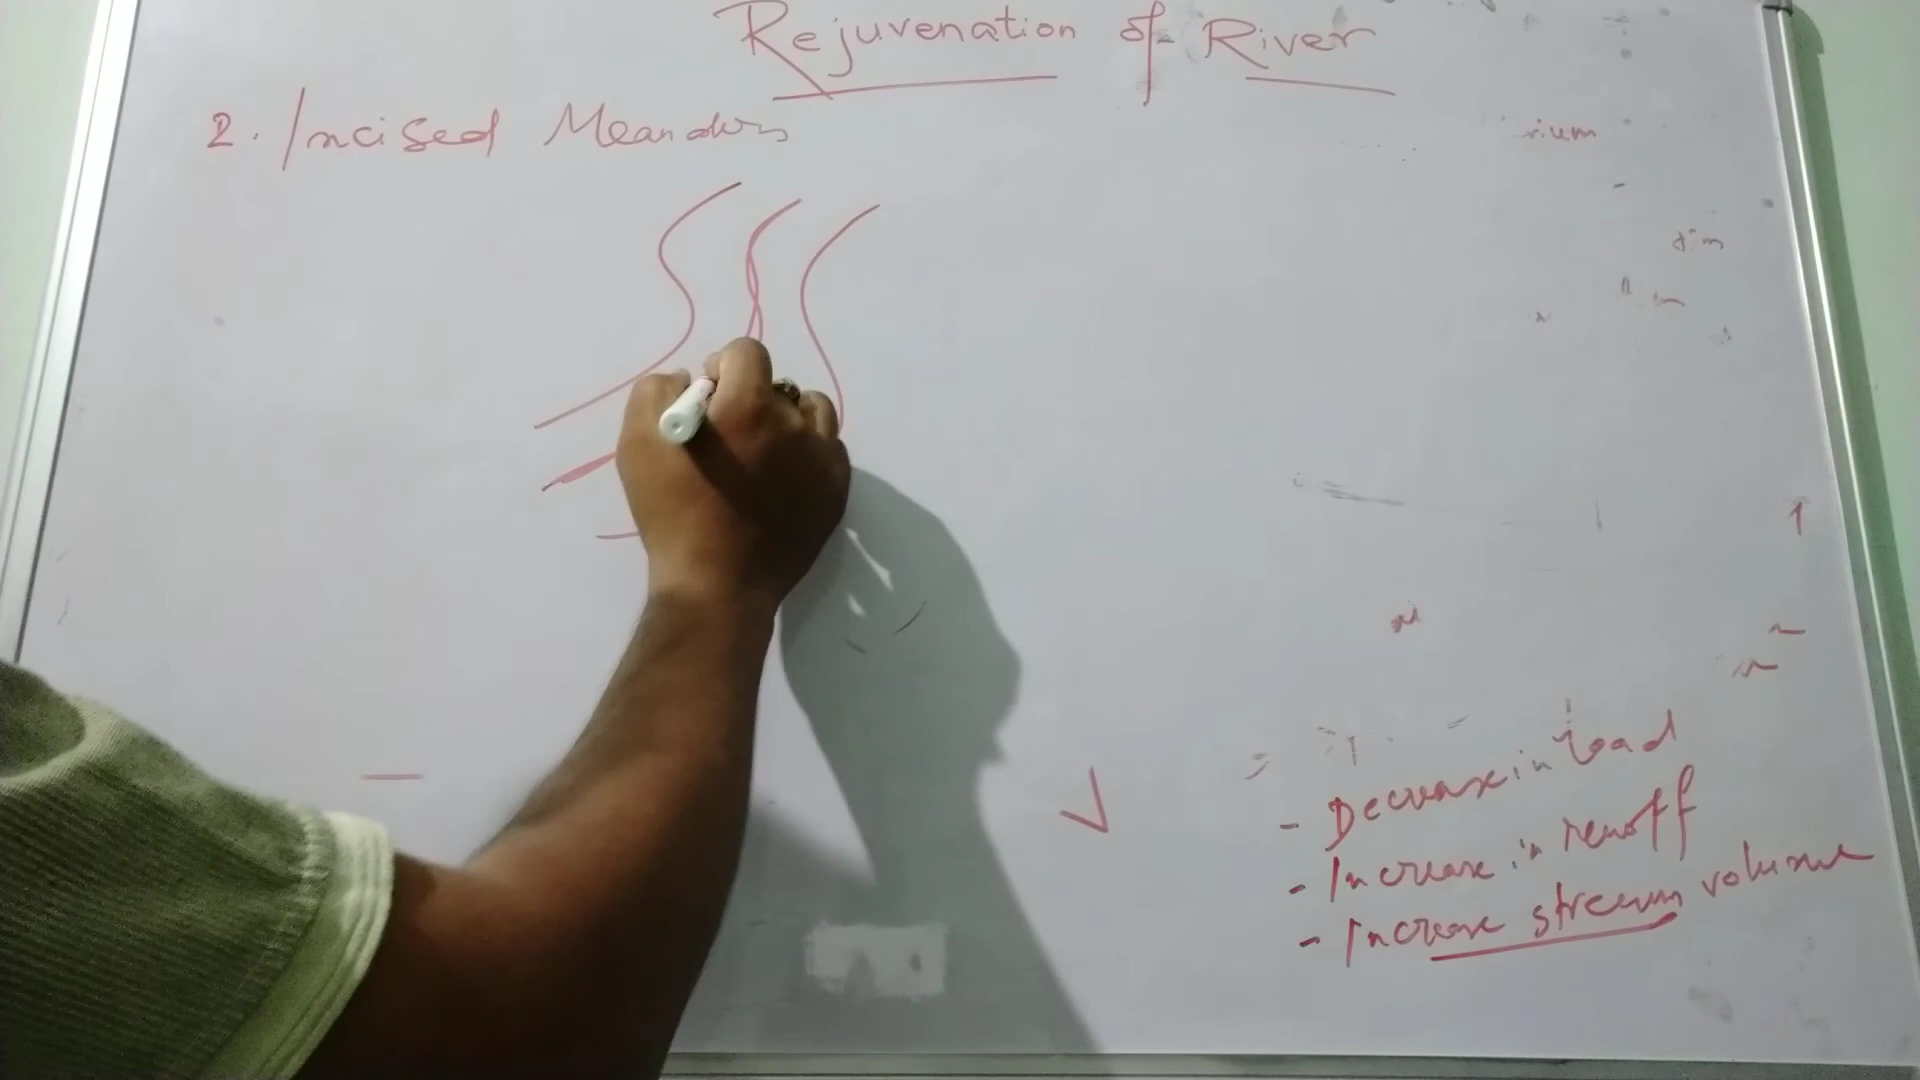 Rejuvenation of River
2. Incised Meanders
- Decrease in load
- Increase in runoff
- Increase stream volume